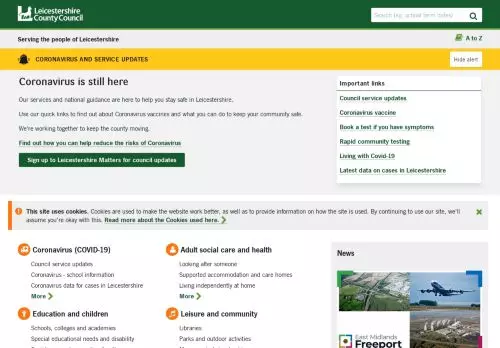 Leicestershire
County Council
Search (e.g. school term dates)
Serving the people of Leicestershire
A to Z
CORONAVIRUS AND SERVICE UPDATES
Hide alert
Coronavirus is still here
Our services and national guidance are here to help you stay safe in Leicestershire.
Use our quick links to find out about Coronavirus vaccines and what you can do to keep your community safe.
We're working together to keep the county moving.
Find out how you can help reduce the risks of Coronavirus
Sign up to Leicestershire Matters for council updates
Important links
Council service updates
Coronavirus vaccine
Book a test if you have symptoms
Rapid community testing
Living with Covid-19
Latest data on cases in Leicestershire
This site uses cookies. Cookies are used to make the website work better, as well as to provide information on how the site is used. By continuing to use our site, we'll
assume you're okay with this. Read more about the Cookies used here.
Coronavirus (COVID-19)
Council service updates
Coronavirus - school information
Coronavirus data for cases in Leicestershire
More
Adult social care and health
Looking after someone
Supported accommodation and care homes
Living independently at home
More
Education and children
Schools, colleges and academies
Special educational needs and disability
Leisure and community
Libraries
Parks and outdoor activities
News
East Midlands
Freeport